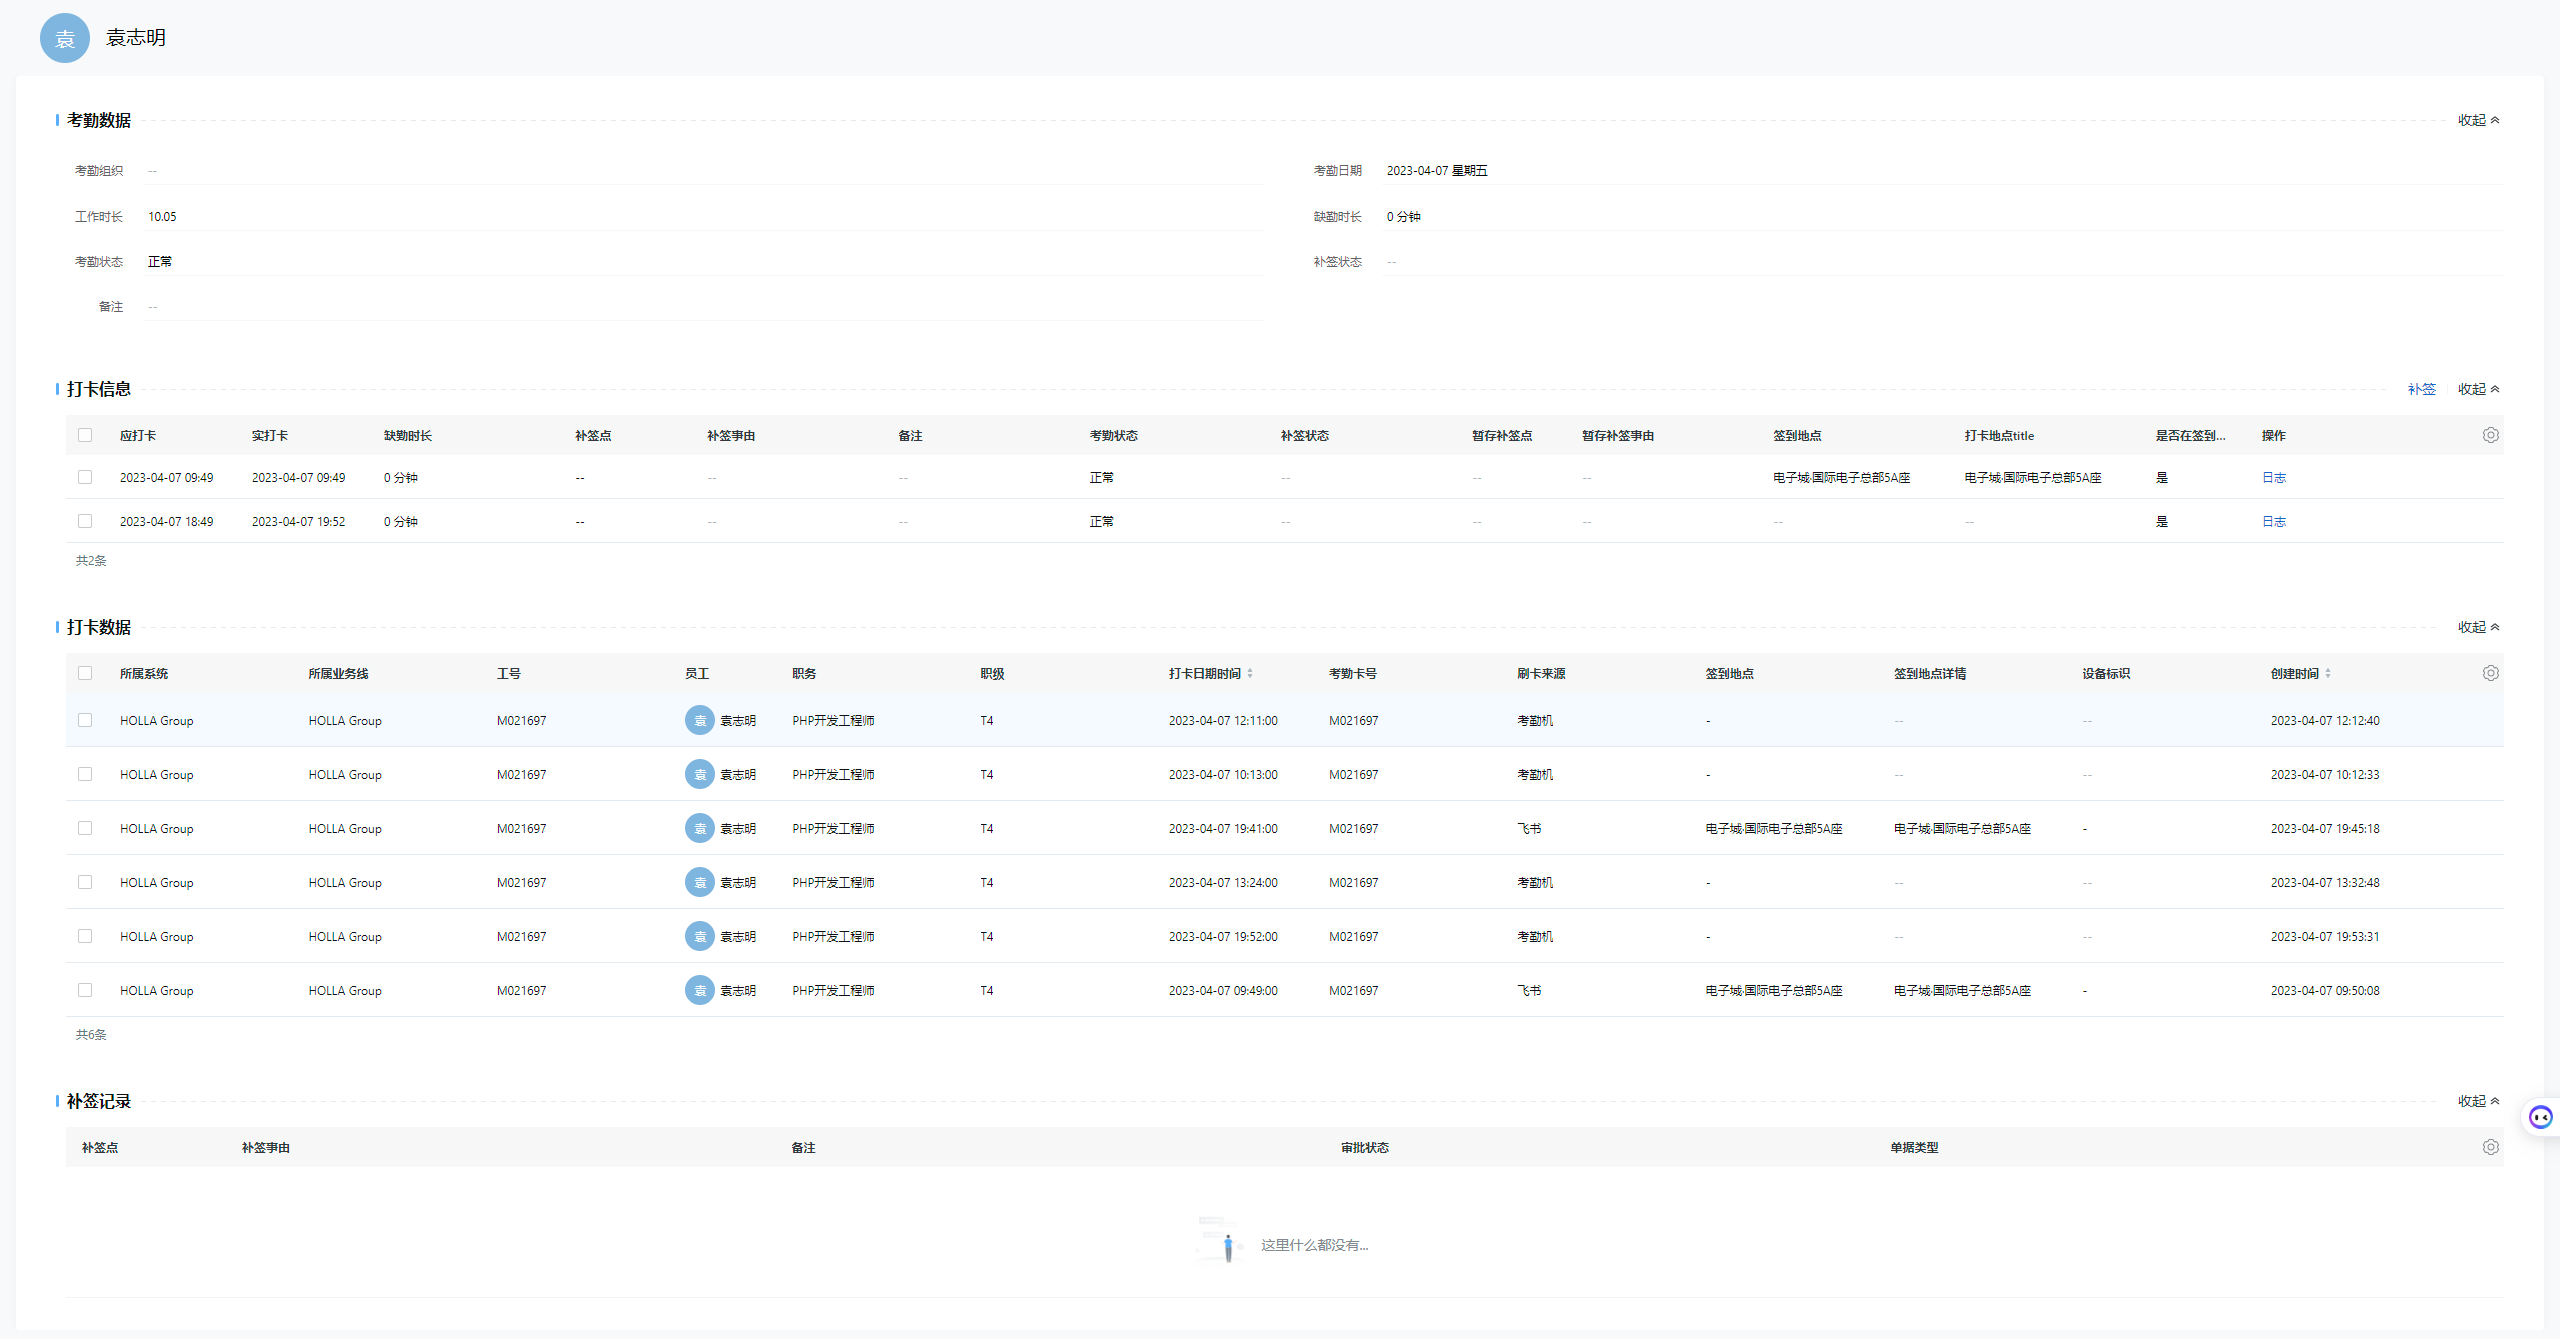 袁 袁志明
考勤数据 收起
考勤组织 -- 考勤日期 2023-04-07 星期五
工作时长 10.05 缺勤时长 0 分钟
考勤状态 正常 补签状态 --
备注 --
打卡信息 补签 收起
应打卡 实打卡 缺勤时长 补签点 补签事由 备注 考勤状态 补签状态 暂存补签点 暂存补签事由 签到地点 打卡地点title 是否在签到... 操作
2023-04-07 09:49 2023-04-07 09:49 0 分钟 -- -- -- 正常 -- -- -- 电子城·国际电子总部5A座 电子城·国际电子总部5A座 是 日志
2023-04-07 18:49 2023-04-07 19:52 0 分钟 -- -- -- 正常 -- -- -- -- -- 是 日志
共2条
打卡数据 收起
所属系统 所属业务线 工号 员工 职务 职级 打卡日期时间 考勤卡号 刷卡来源 签到地点 签到地点详情 设备标识 创建时间
HOLLA Group HOLLA Group M021697 袁 袁志明 PHP开发工程师 T4 2023-04-07 12:11:00 M021697 考勤机 - -- -- 2023-04-07 12:12:40
HOLLA Group HOLLA Group M021697 袁 袁志明 PHP开发工程师 T4 2023-04-07 10:13:00 M021697 考勤机 - -- -- 2023-04-07 10:12:33
HOLLA Group HOLLA Group M021697 袁 袁志明 PHP开发工程师 T4 2023-04-07 19:41:00 M021697 飞书 电子城·国际电子总部5A座 电子城·国际电子总部5A座 - 2023-04-07 19:45:18
HOLLA Group HOLLA Group M021697 袁 袁志明 PHP开发工程师 T4 2023-04-07 13:24:00 M021697 考勤机 - -- -- 2023-04-07 13:32:48
HOLLA Group HOLLA Group M021697 袁 袁志明 PHP开发工程师 T4 2023-04-07 19:52:00 M021697 考勤机 - -- -- 2023-04-07 19:53:31
HOLLA Group HOLLA Group M021697 袁 袁志明 PHP开发工程师 T4 2023-04-07 09:49:00 M021697 飞书 电子城·国际电子总部5A座 电子城·国际电子总部5A座 - 2023-04-07 09:50:08
共6条
补签记录 收起
补签点 补签事由 备注 审批状态 单据类型
这里什么都没有...